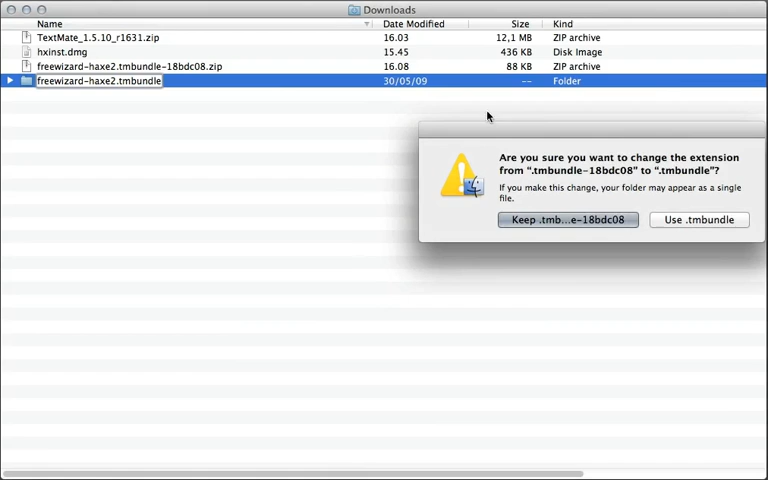 Downloads
Name Date Modified Size Kind
TextMate_1.5.10_r1631.zip 16.03 12,1 MB ZIP archive
hxinst.dmg 15.45 436 KB Disk Image
freewizard-haxe2.tmbundle-18bdc08.zip 16.08 88 KB ZIP archive
freewizard-haxe2.tmbundle 30/05/09 -- Folder
Are you sure you want to change the extension
from “.tmbundle-18bdc08” to “.tmbundle”?
If you make this change, your folder may appear as a single
file.
Keep .tmb...e-18bdc08 Use .tmbundle